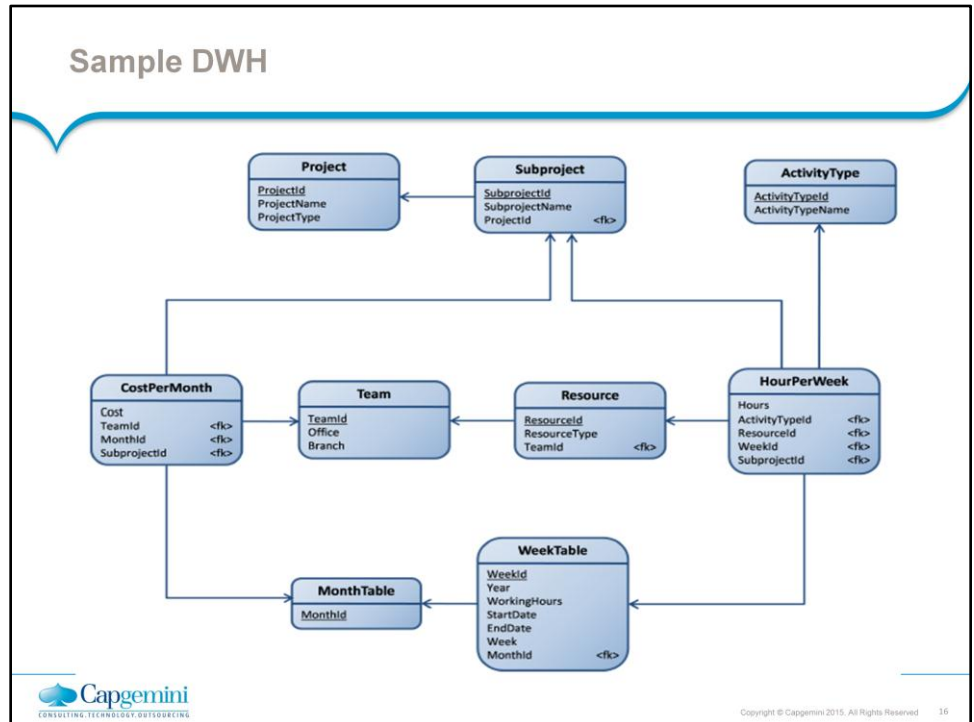 Sample DWH
Project
ProjectId
ProjectName
ProjectType
Subproject
SubprojectId
SubprojectName
ProjectId <fk>
ActivityType
ActivityTypeId
ActivityTypeName
CostPerMonth
Cost
TeamId <fk>
MonthId <fk>
SubprojectId <fk>
Team
TeamId
Office
Branch
Resource
ResourceId
ResourceType
TeamId <fk>
HourPerWeek
Hours
ActivityTypeId <fk>
ResourceId <fk>
WeekId <fk>
SubprojectId <fk>
MonthTable
MonthId
WeekTable
WeekId
Year
WorkingHours
StartDate
EndDate
Week
MonthId <fk>
Capgemini
CONSULTING.TECHNOLOGY.OUTSOURCING
Copyright © Capgemini 2015. All Rights Reserved 16